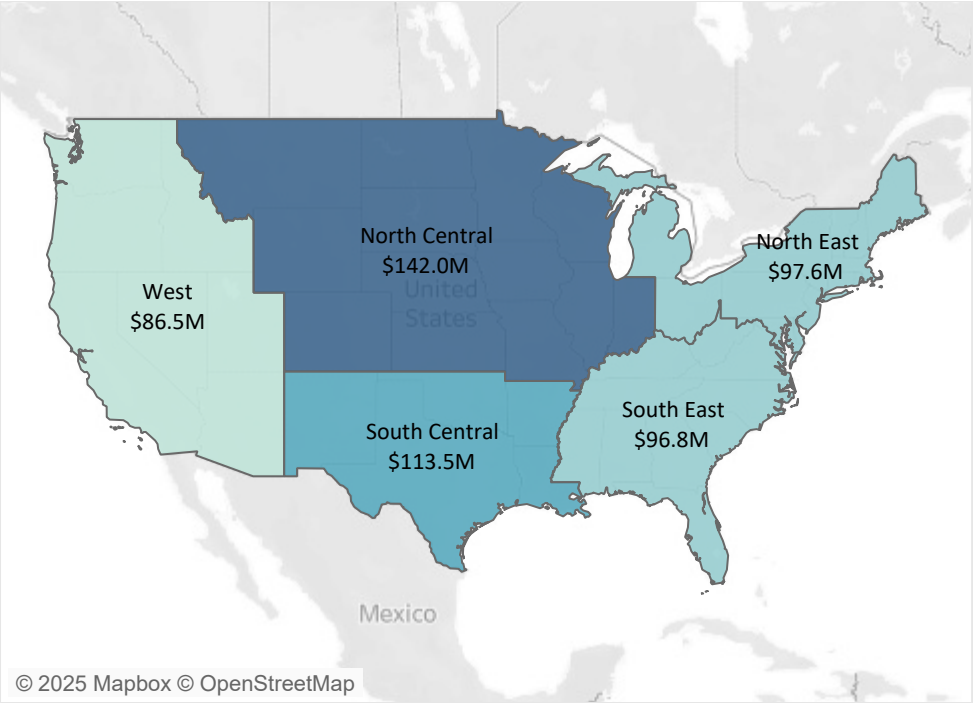 North Central
$142.0M
North East
$97.6M
United
States
West
$86.5M
South Central
$113.5M
South East
$96.8M
Mexico
© 2025 Mapbox © OpenStreetMap